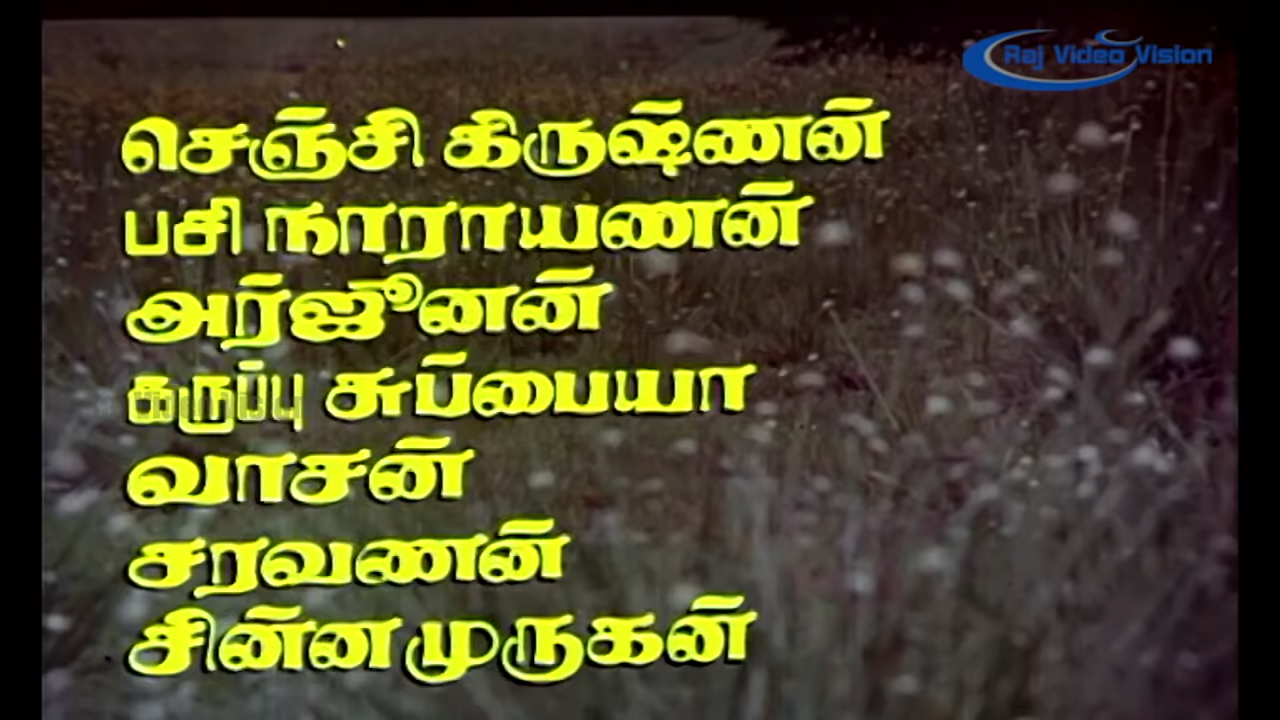 Raj Video Vision
செஞ்சி கிருஷ்ணன்
பசி நாராயணன்
அர்ஜூனன்
கருப்பு சுப்பையா
வாசன்
சரவணன்
சின்னமுருகன்